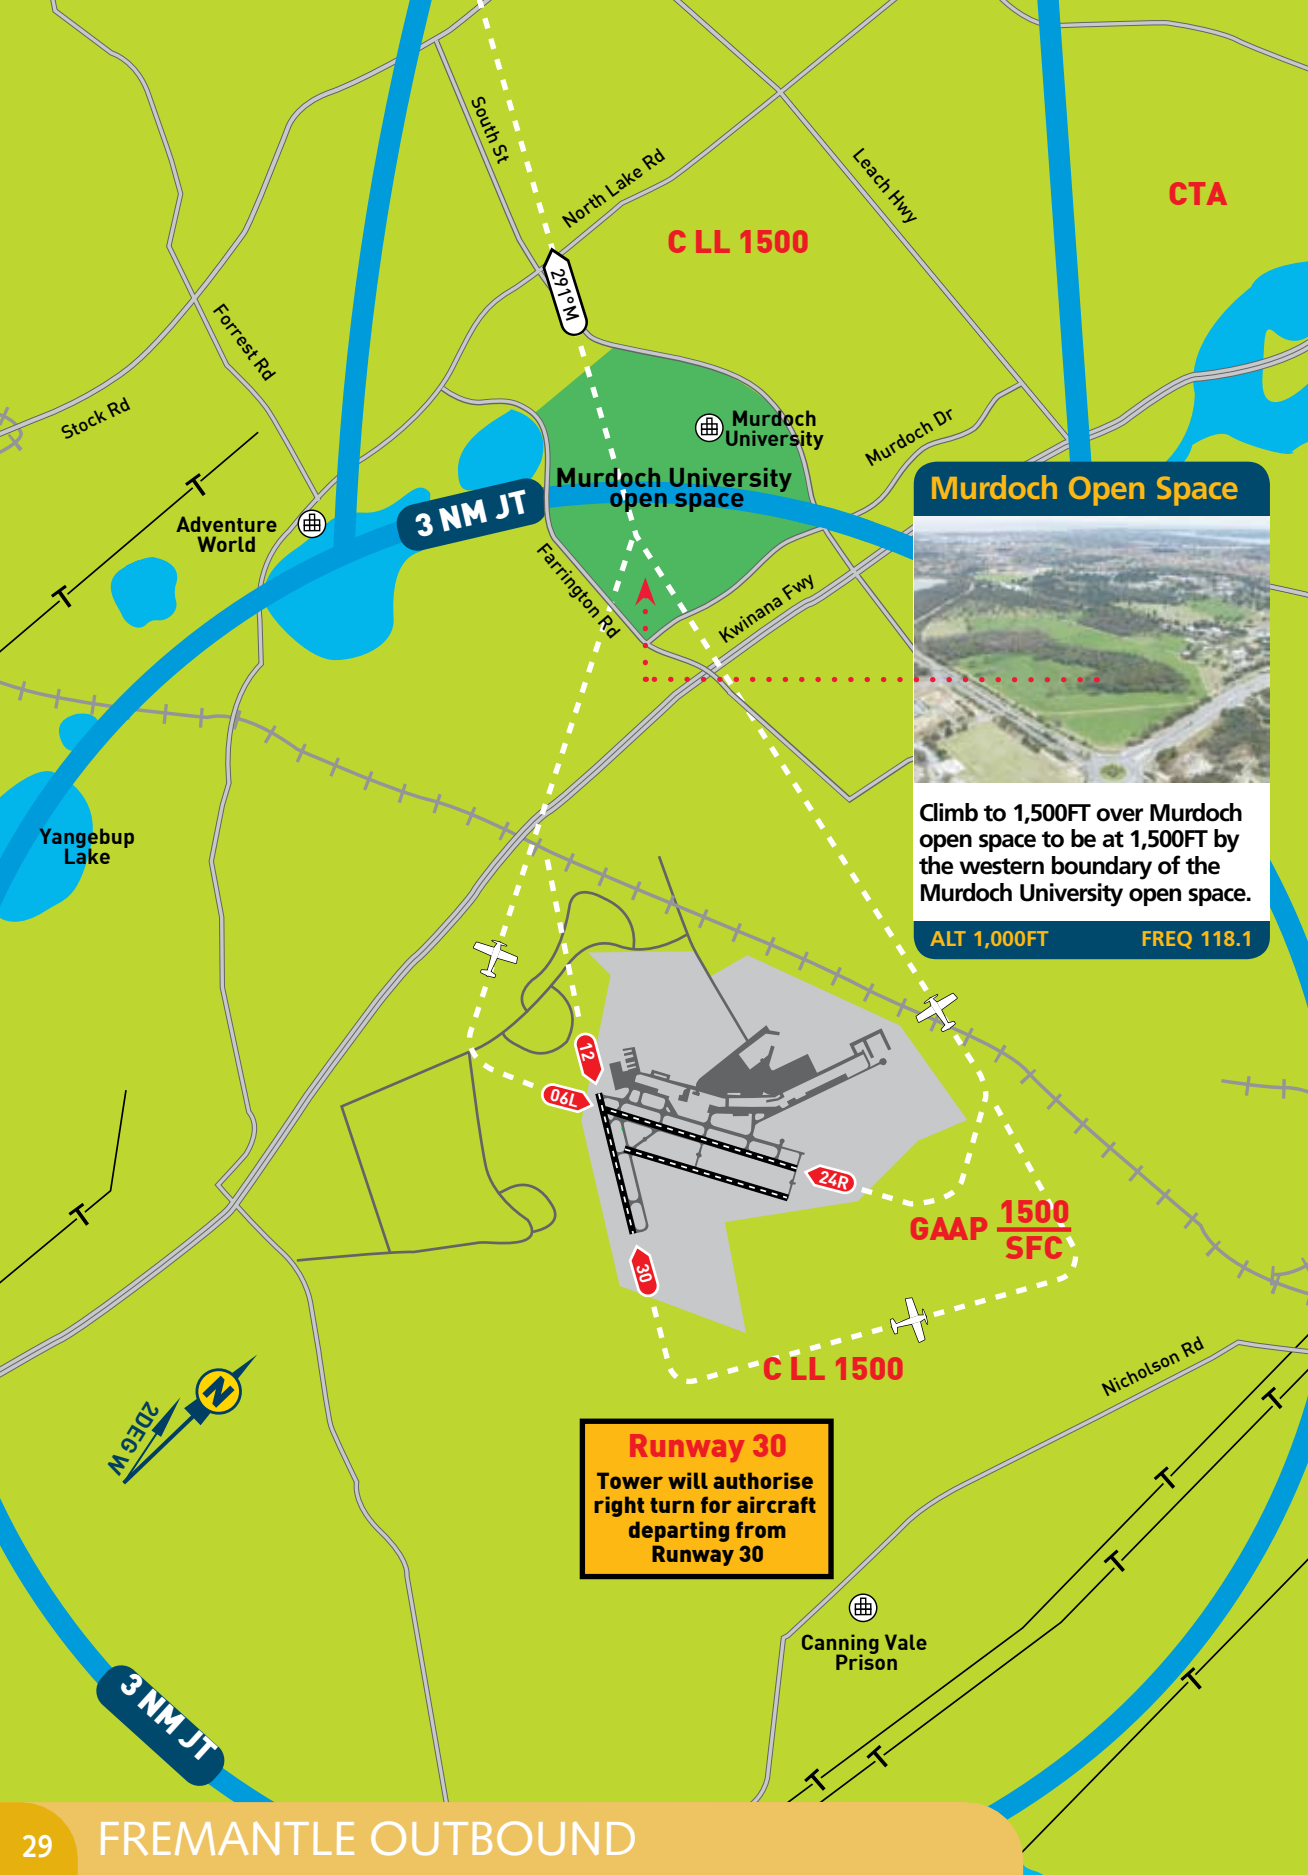 South St
North Lake Rd
Leach Hwy
CTA
C LL 1500
291°M
Forrest Rd
Stock Rd
Murdoch
University
Murdoch Dr
Murdoch University
open space
3 NM JT
Adventure
World
Farrington Rd
Kwinana Fwy
Murdoch Open Space
Climb to 1,500FT over Murdoch
open space to be at 1,500FT by
the western boundary of the
Murdoch University open space.
ALT 1,000FT FREQ 118.1
Yangebup
Lake
12
06L
24R
30
GAAP 1500
SFC
C LL 1500
Nicholson Rd
N
2DEG W
T
T
T
T
T
T
T
T
T
Runway 30
Tower will authorise
right turn for aircraft
departing from
Runway 30
Canning Vale
Prison
3 NM JT
29 FREMANTLE OUTBOUND